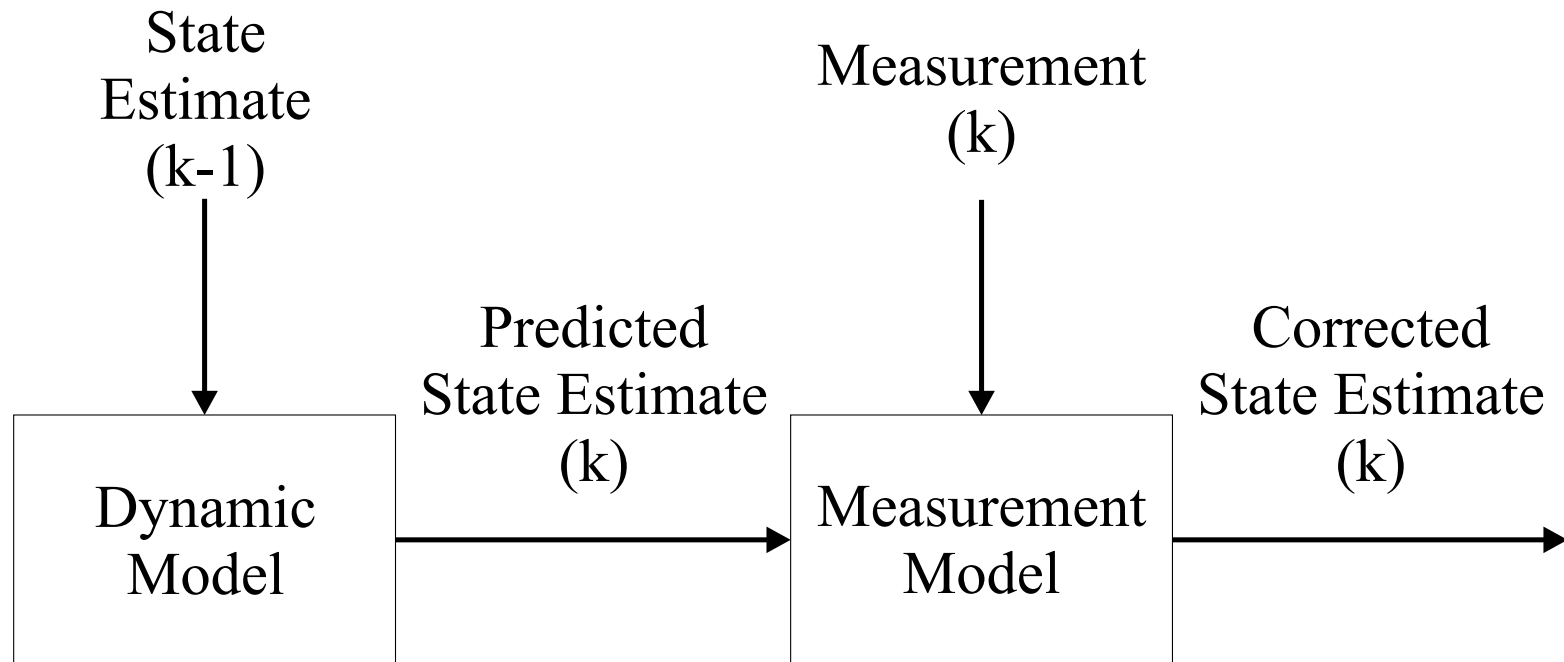 State
Estimate
(k-1)
Measurement
(k)
Predicted
State Estimate
(k)
Corrected
State Estimate
(k)
Dynamic
Model
Measurement
Model